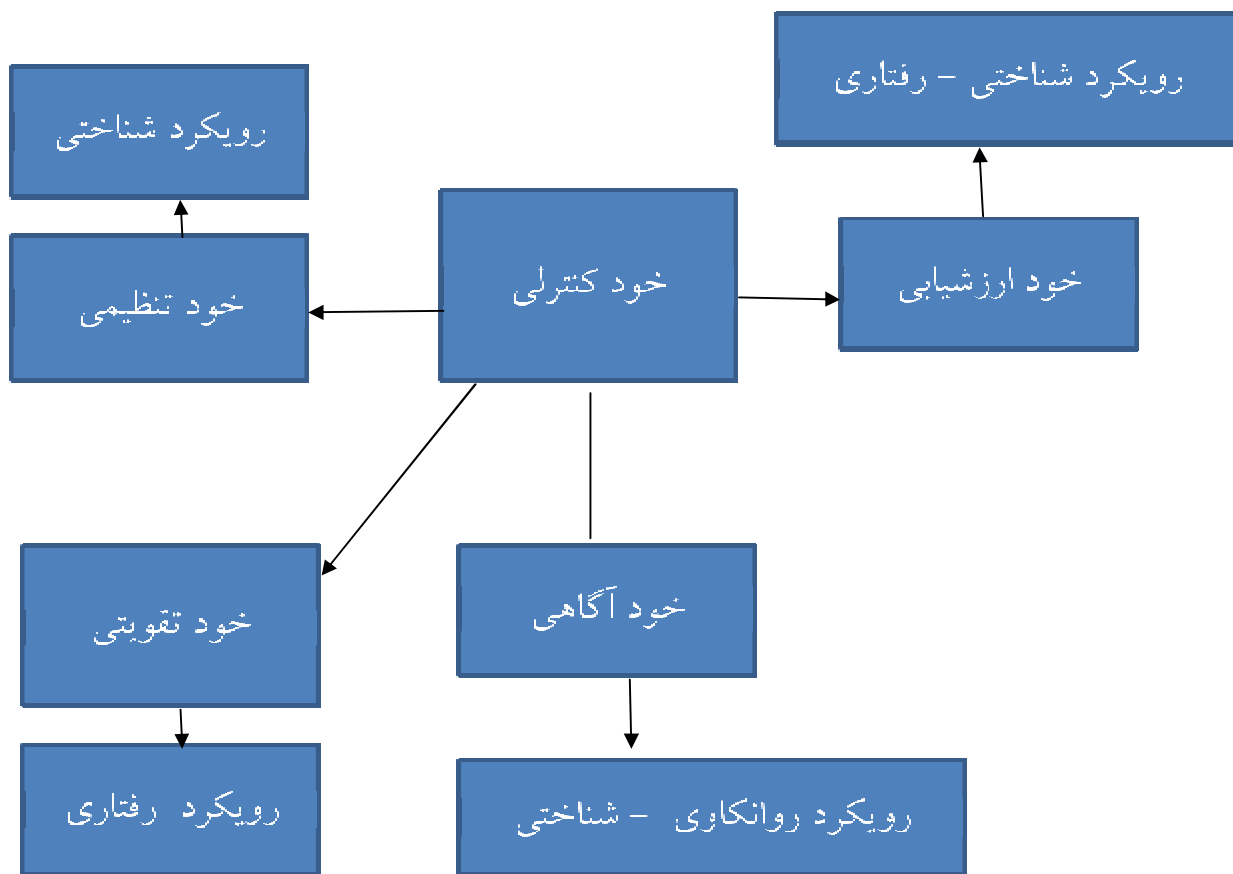 رویکرد شناختی – رفتاری
رویکرد شناختی
خود کنترلی
خود ارزشیابی
خود تنظیمی
خود آگاهی
خود تقویتی
رویکرد روانکاوی - شناختی
رویکرد رفتاری